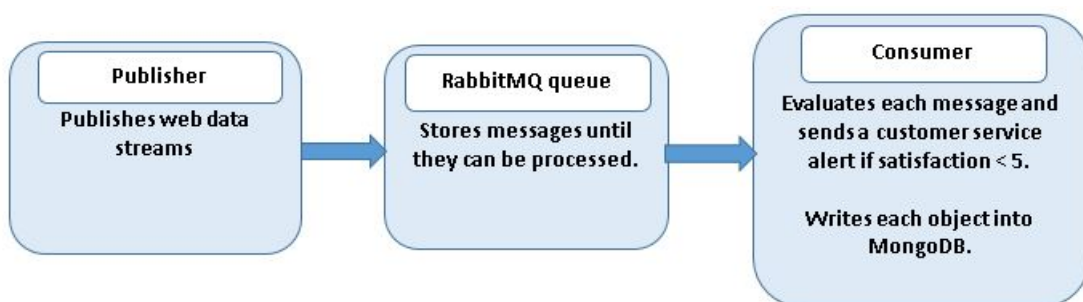 Publisher
Publishes web data
streams
RabbitMQ queue
Stores messages until
they can be processed.
Consumer
Evaluates each message and
sends a customer service
alert if satisfaction < 5.
Writes each object into
MongoDB.